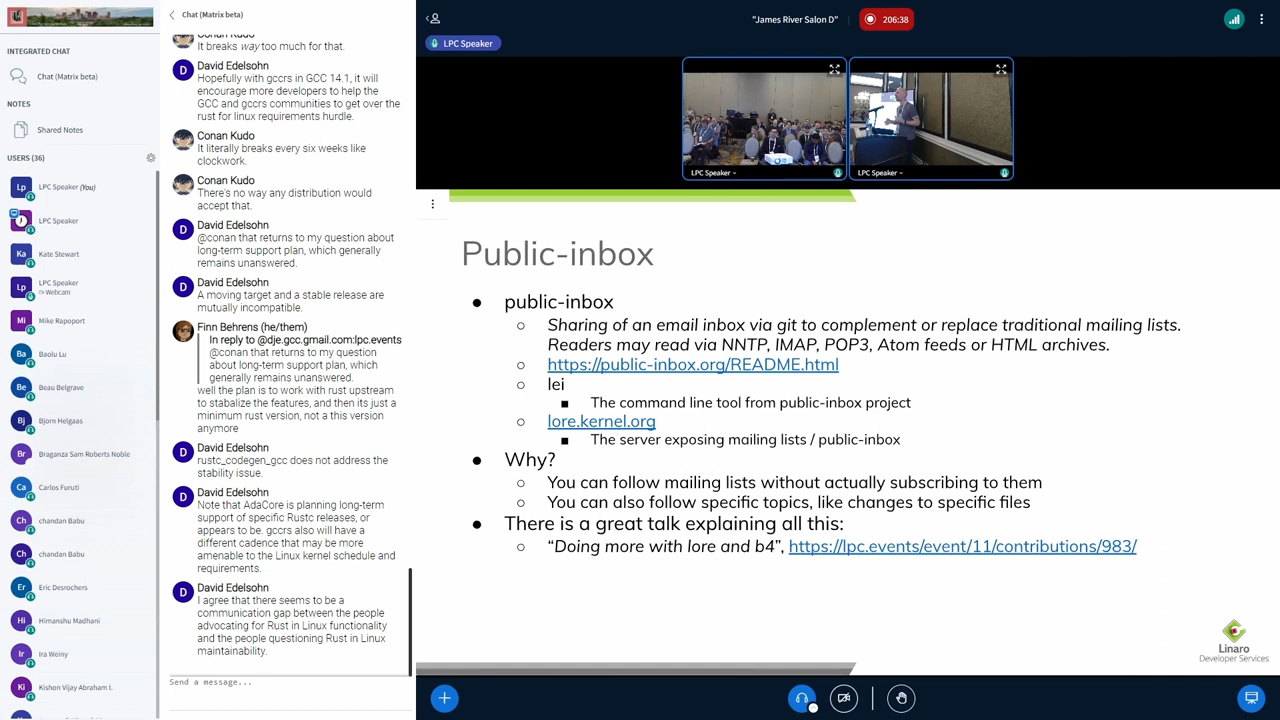 INTEGRATED CHAT
Chat (Matrix beta)
NOTES
Shared Notes
USERS (36)
Lp
LPC Speaker (You)
LPC Speaker
Ka
Kate Stewart
Lp
LPC Speaker
Webcam
Mi
Mike Rapoport
Ba
Baolu Lu
Be
Beau Belgrave
Bj
Bjorn Helgaas
Br
Braganza Sam Roberts Noble
Ca
Carlos Furuti
Ch
chandan Babu
Ch
chandan Babu
Er
Eric Desrochers
Hi
Himanshu Madhani
Ir
Ira Weiny
Ki
Kishon Vijay Abraham I.
Chat (Matrix beta)
Conan Kudo
It breaks way too much for that.
D
David Edelsohn
Hopefully with gccrs in GCC 14.1, it will
encourage more developers to help the
GCC and gccrs communities to get over the
rust for linux requirements hurdle.
Conan Kudo
It literally breaks every six weeks like
clockwork.
Conan Kudo
There's no way any distribution would
accept that.
D
David Edelsohn
@conan that returns to my question about
long-term support plan, which generally
remains unanswered.
D
David Edelsohn
A moving target and a stable release are
mutually incompatible.
Finn Behrens (he/them)
In reply to @dje.gcc.gmail.com:lpc.events
@conan that returns to my question
about long-term support plan, which
generally remains unanswered.
well the plan is to work with rust upstream
to stabalize the features, and then its just a
minimum rust version, not a this version
anymore
D
David Edelsohn
rustc_codegen_gcc does not address the
stability issue.
D
David Edelsohn
Note that AdaCore is planning long-term
support of specific Rustc releases, or
appears to be. gccrs also will have a
different cadence that may be more
amenable to the Linux kernel schedule and
requirements.
D
David Edelsohn
I agree that there seems to be a
communication gap between the people
advocating for Rust in Linux functionality
and the people questioning Rust in Linux
maintainability.
Send a message...
"James River Salon D"
206:38
LPC Speaker
LPC Speaker
LPC Speaker
Public-inbox
● public-inbox
○ Sharing of an email inbox via git to complement or replace traditional mailing lists.
Readers may read via NNTP, IMAP, POP3, Atom feeds or HTML archives.
○ https://public-inbox.org/README.html
○ lei
■ The command line tool from public-inbox project
○ lore.kernel.org
■ The server exposing mailing lists / public-inbox
● Why?
○ You can follow mailing lists without actually subscribing to them
○ You can also follow specific topics, like changes to specific files
● There is a great talk explaining all this:
○ “Doing more with lore and b4”, https://lpc.events/event/11/contributions/983/
Linaro
Developer Services